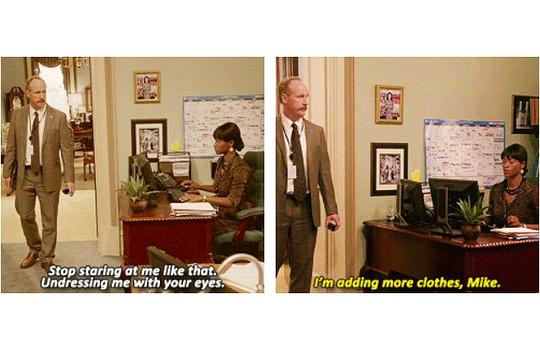 Stop staring at me like that.
Undressing me with your eyes.
I'm adding more clothes, Mike.